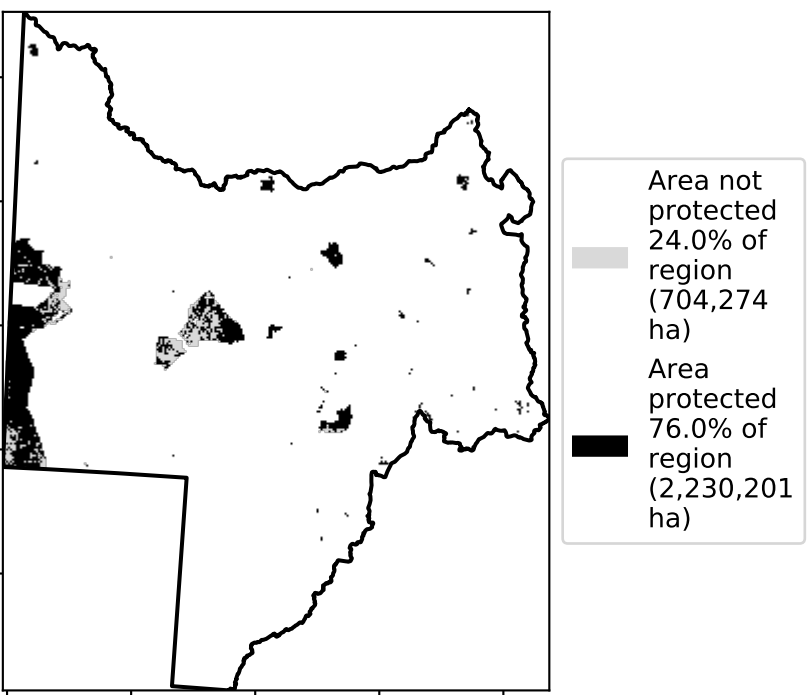 Area not
protected
24.0% of
region
(704,274
ha)
Area
protected
76.0% of
region
(2,230,201
ha)